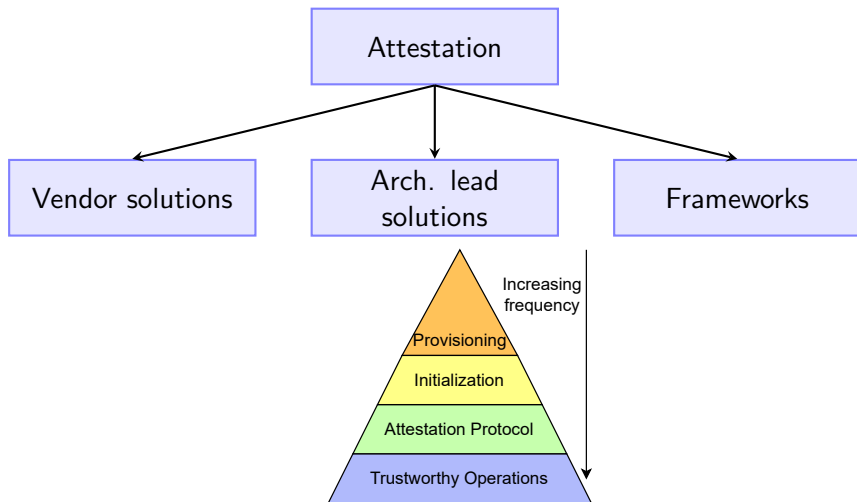 Attestation
Vendor solutions
Arch. lead
solutions
Frameworks
Increasing
frequency
Provisioning
Initialization
Attestation Protocol
Trustworthy Operations